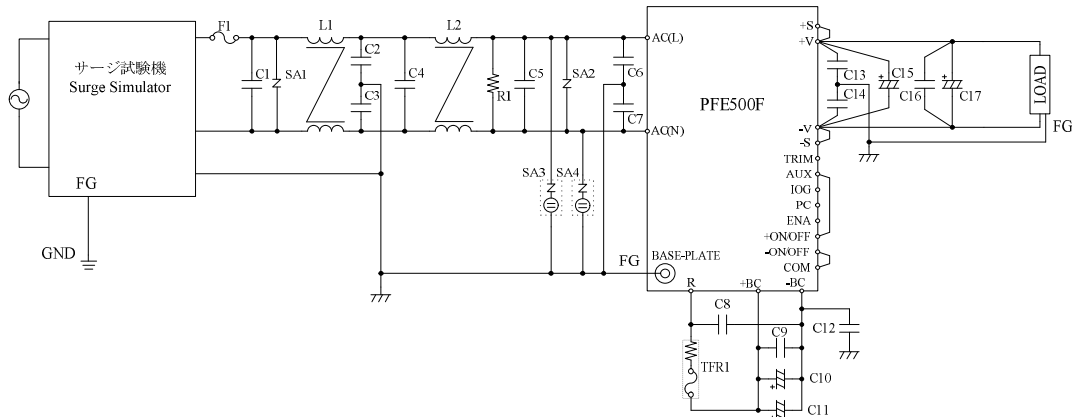 サージ試験機
Surge Simulator
FG
GND
F1
L1
L2
C1
SA1
C2
C3
C4
R1
C5
SA2
C6
C7
SA3
SA4
AC(L)
AC(N)
PFE500F
FG
BASE-PLATE
R
+BC
-BC
+S
+V
-V
-S
TRIM
AUX
IOG
PC
ENA
+ON/OFF
-ON/OFF
COM
C13
C14
C15
C16
C17
+
+
LOAD
FG
C8
C9
C12
TFR1
C10
+
C11